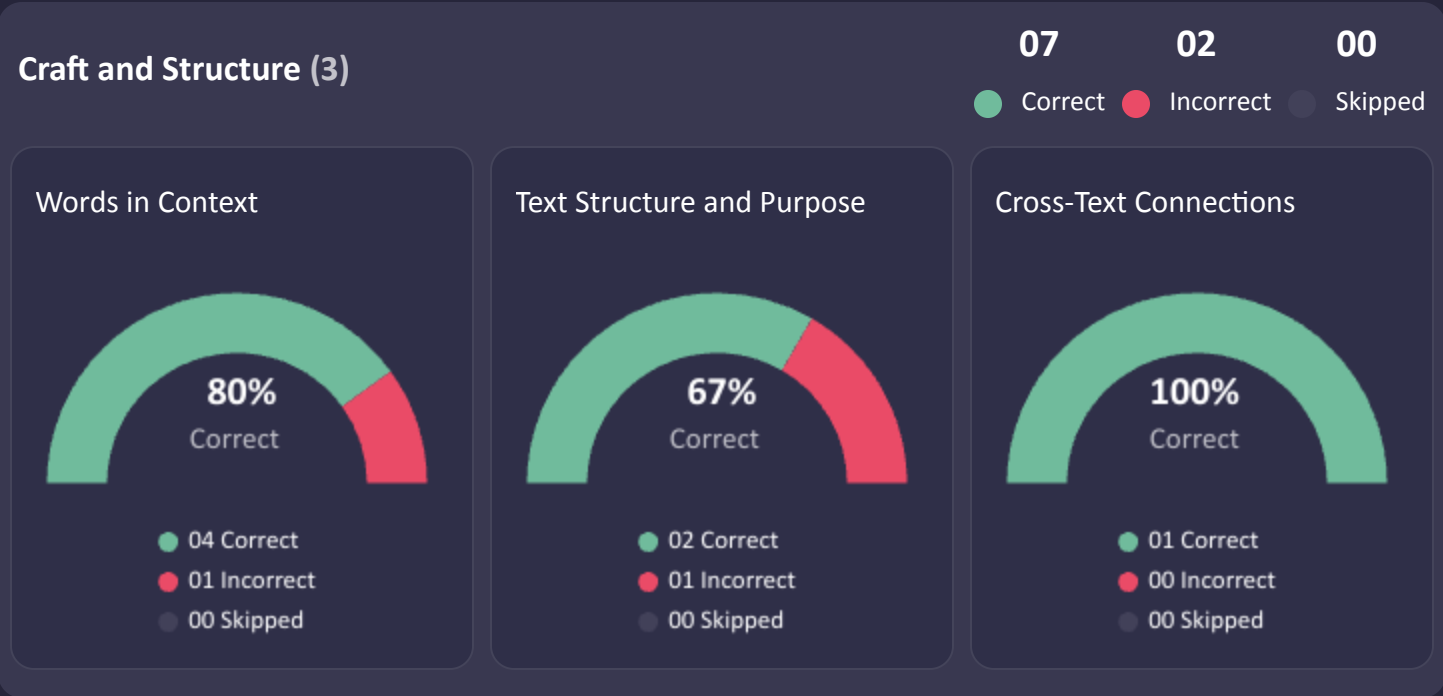 Craft and Structure (3)
07 02 00
Correct Incorrect Skipped
Words in Context
80%
Correct
04 Correct
01 Incorrect
00 Skipped
Text Structure and Purpose
67%
Correct
02 Correct
01 Incorrect
00 Skipped
Cross-Text Connections
100%
Correct
01 Correct
00 Incorrect
00 Skipped